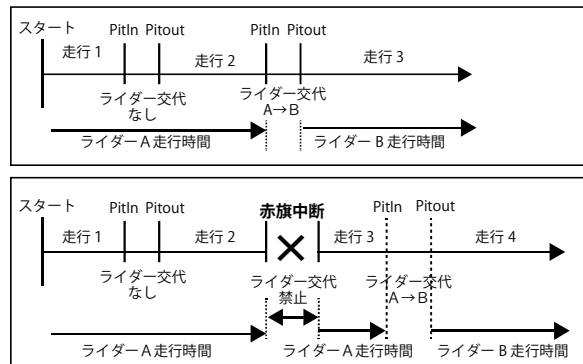 スタート PitIn Pitout PitIn Pitout
走行 1 走行 2 走行 3
ライダー交代 ライダー交代
なし A→B
ライダーA 走行時間 ライダー B 走行時間
スタート PitIn Pitout 赤旗中断 PitIn Pitout
走行 1 走行 2 走行 3 走行 4
ライダー交代 ライダー交代 ライダー交代
なし 禁止 A→B
ライダーA 走行時間 ライダーA 走行時間 ライダー B 走行時間